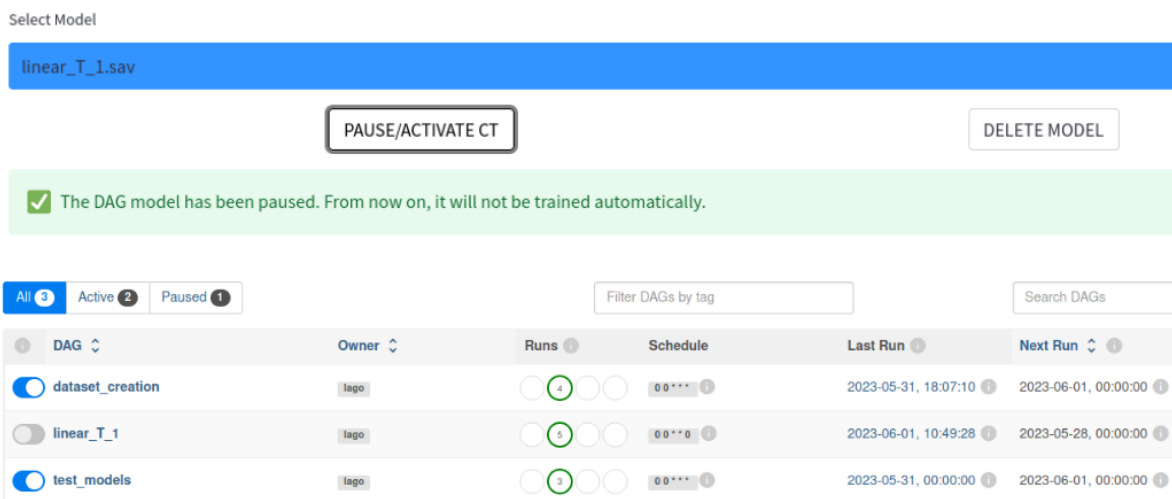 Select Model
linear_T_1.sav
PAUSE/ACTIVATE CT DELETE MODEL
The DAG model has been paused. From now on, it will not be trained automatically.
All 3 Active 2 Paused 1 Filter DAGs by tag Search DAGs
DAG Owner Runs Schedule Last Run Next Run
dataset_creation Iago 4 0 0 * * * 2023-05-31, 18:07:10 2023-06-01, 00:00:00
linear_T_1 Iago 5 0 0 * * 0 2023-06-01, 10:49:28 2023-05-28, 00:00:00
test_models Iago 3 0 0 * * * 2023-05-31, 00:00:00 2023-06-01, 00:00:00